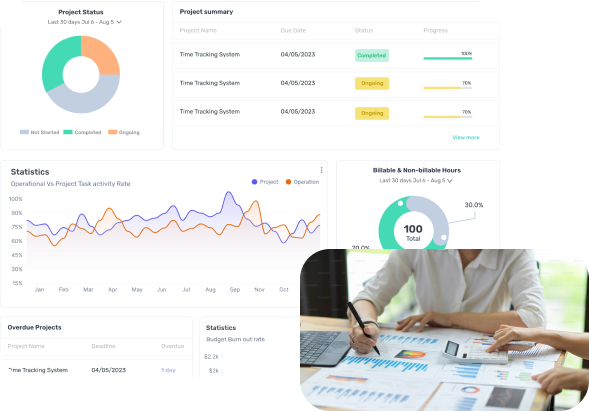 Project Status
Last 30 days Jul 6 - Aug 5
Not Started Completed Ongoing
Project summary
Project Name Due Date Status Progress
Time Tracking System 04/05/2023 Completed 100%
Time Tracking System 04/05/2023 Ongoing 70%
Time Tracking System 04/05/2023 Ongoing 70%
View more
Statistics
Operational Vs Project Task activity Rate
Project Operation
100%
90%
75%
60%
45%
30%
15%
Jan Feb Mar Apr May Jun Jul Aug Sep Nov Oct
Billable & Non-billable Hours
Last 30 days Jul 6 - Aug 5
30.0%
100
Total
70.0%
Overdue Projects
Project Name Deadline Overdue
Time Tracking System 04/05/2023 1 day
Statistics
Budget Burn out rate
$2.2k
$2k